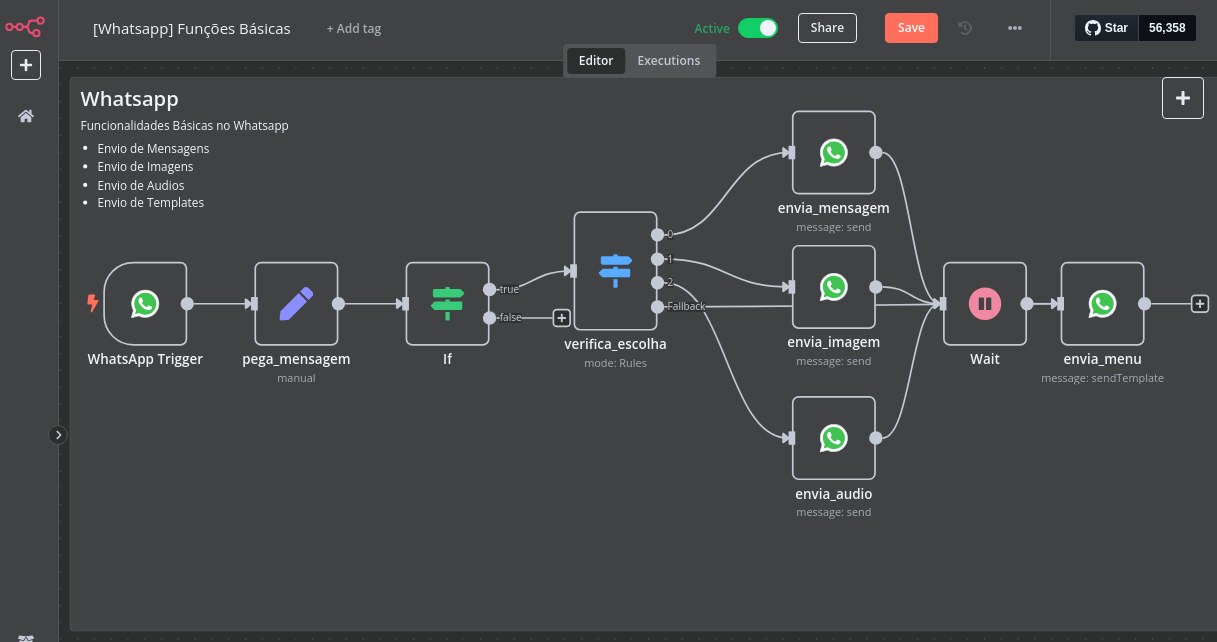 [Whatsapp] Funções Básicas
+ Add tag
Active
Share
Save
Star
56,358
Editor
Executions
Whatsapp
Funcionalidades Básicas no Whatsapp
Envio de Mensagens
Envio de Imagens
Envio de Audios
Envio de Templates
WhatsApp Trigger
pega_mensagem
manual
If
true
false
verifica_escolha
mode: Rules
0
1
2
Fallback
envia_mensagem
message: send
envia_imagem
message: send
envia_audio
message: send
Wait
envia_menu
message: sendTemplate